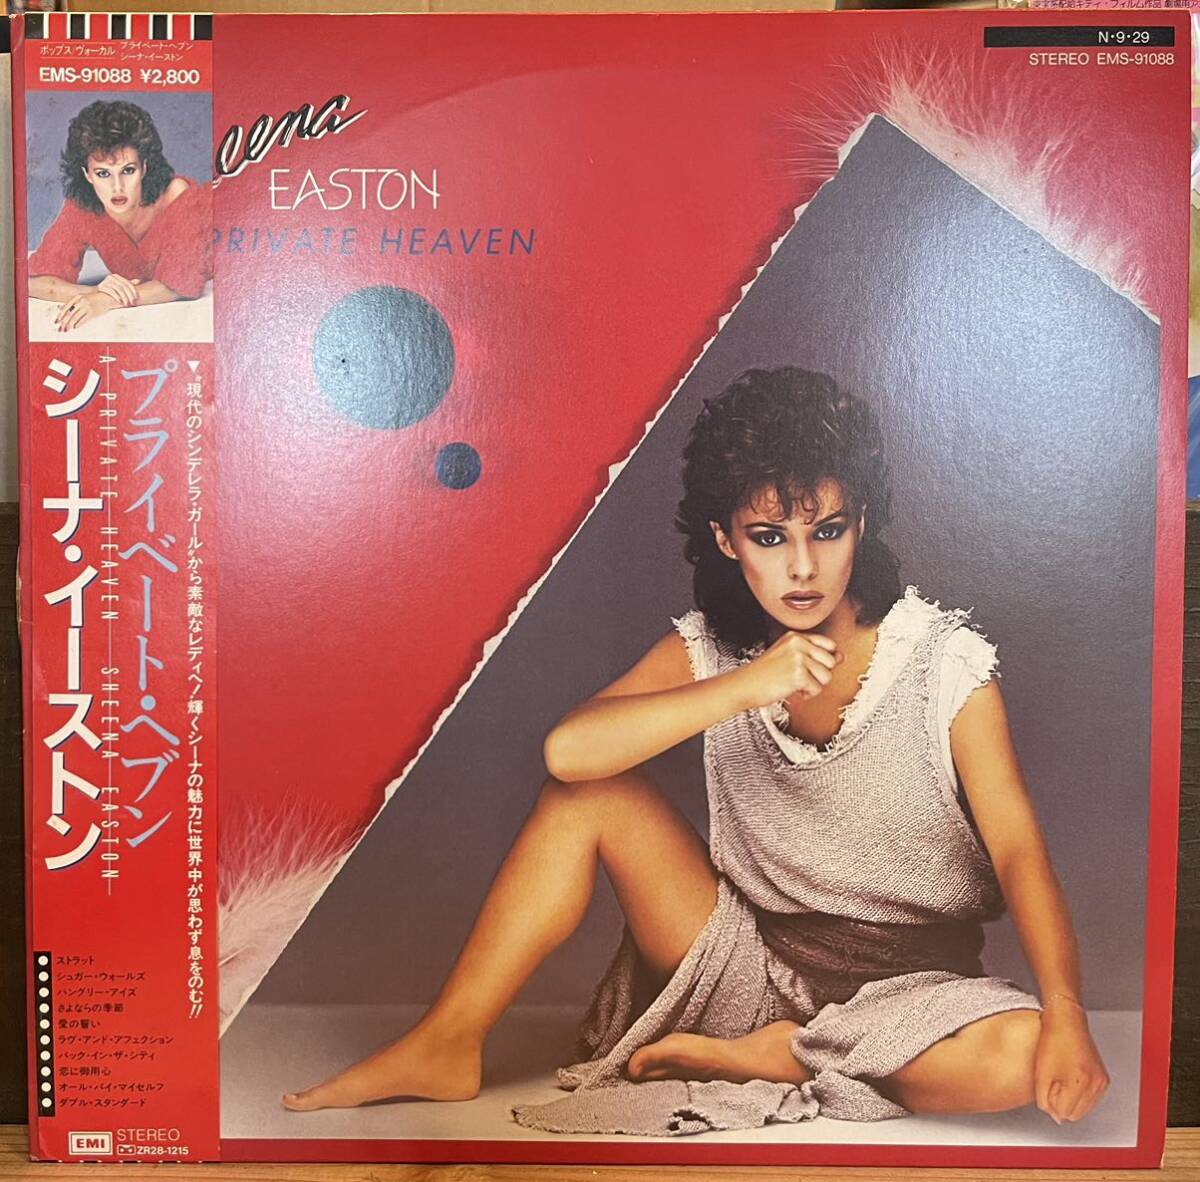 ポップス/ヴォーカル
プライベート・ヘブン
シーナ・イーストン
EMS-91088 ¥2,800
プライベート・ヘブン
シーナ・イーストン
A PRIVATE HEAVEN SHEENA EASTON
▼“現代のシンデレラ・ガール”から素敵なレディへ!輝くシーナの魅力に世界中が思わず息をのむ!!
ストラット
シュガー・ウォールズ
ハングリー・アイズ
さよならの季節
愛の誓い
ラヴ・アンド・アフェクション
バック・イン・ザ・シティ
恋に御用心
オール・バイ・マイセルフ
ダブル・スタンダード
EMI STEREO
ZR28-1215
eena
EASTON
PRIVATE HEAVEN
N・9・29
STEREO EMS-91088